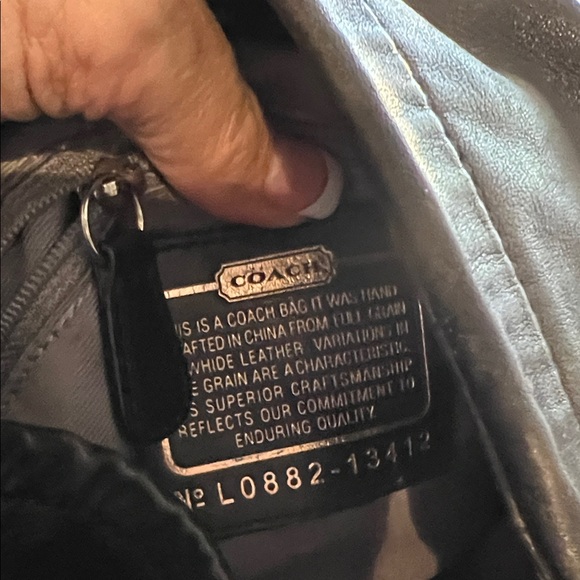 COACH
IS IS A COACH BAG IT WAS HAND
AFTED IN CHINA FROM FULL GRAIN
WHIDE LEATHER. VARIATIONS IN
E GRAIN ARE A CHARACTERISTIC.
S SUPERIOR CRAFTSMANSHIP
REFLECTS OUR COMMITMENT TO
ENDURING QUALITY.
Nº L0882-13412